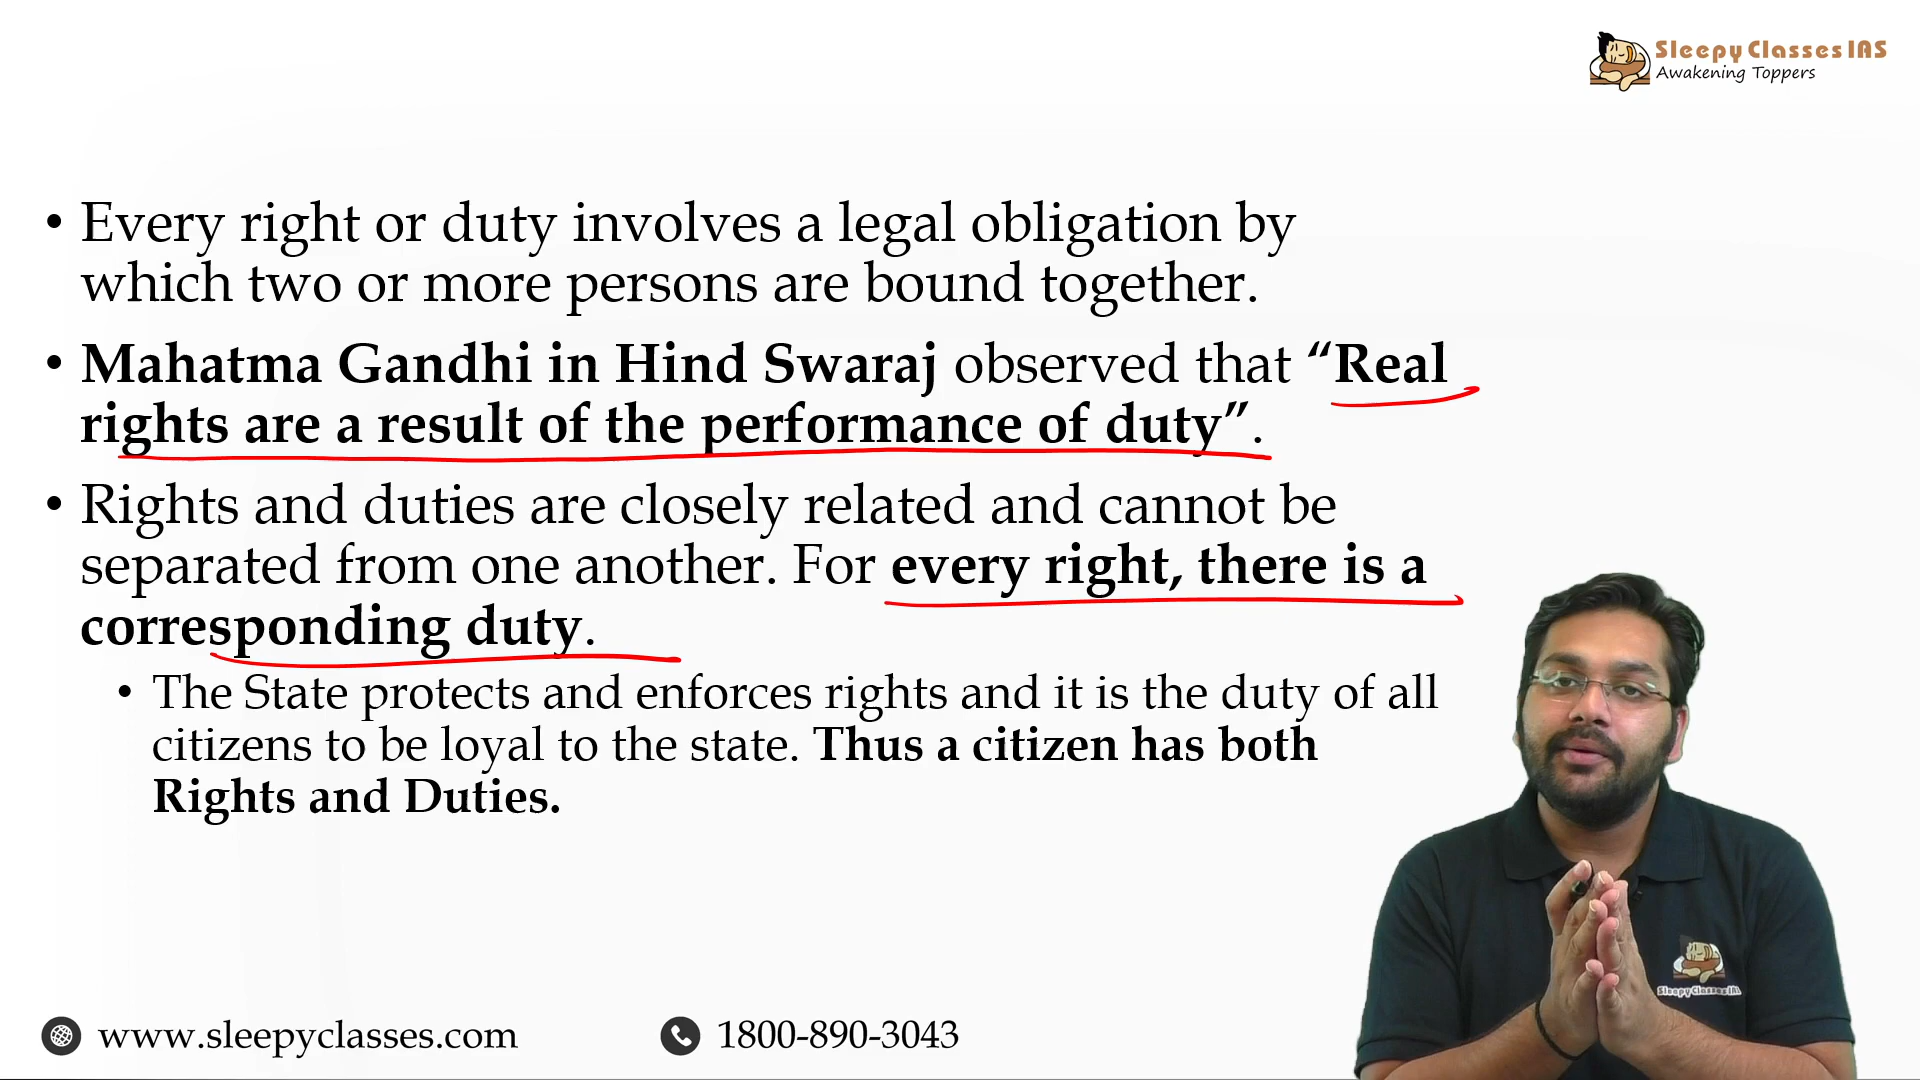 Sleepy Classes IAS
Awakening Toppers
• Every right or duty involves a legal obligation by
which two or more persons are bound together.
• Mahatma Gandhi in Hind Swaraj observed that “Real
rights are a result of the performance of duty”.
• Rights and duties are closely related and cannot be
separated from one another. For every right, there is a
corresponding duty.
• The State protects and enforces rights and it is the duty of all
citizens to be loyal to the state. Thus a citizen has both
Rights and Duties.
Sleepy Classes IAS
www.sleepyclasses.com
1800-890-3043